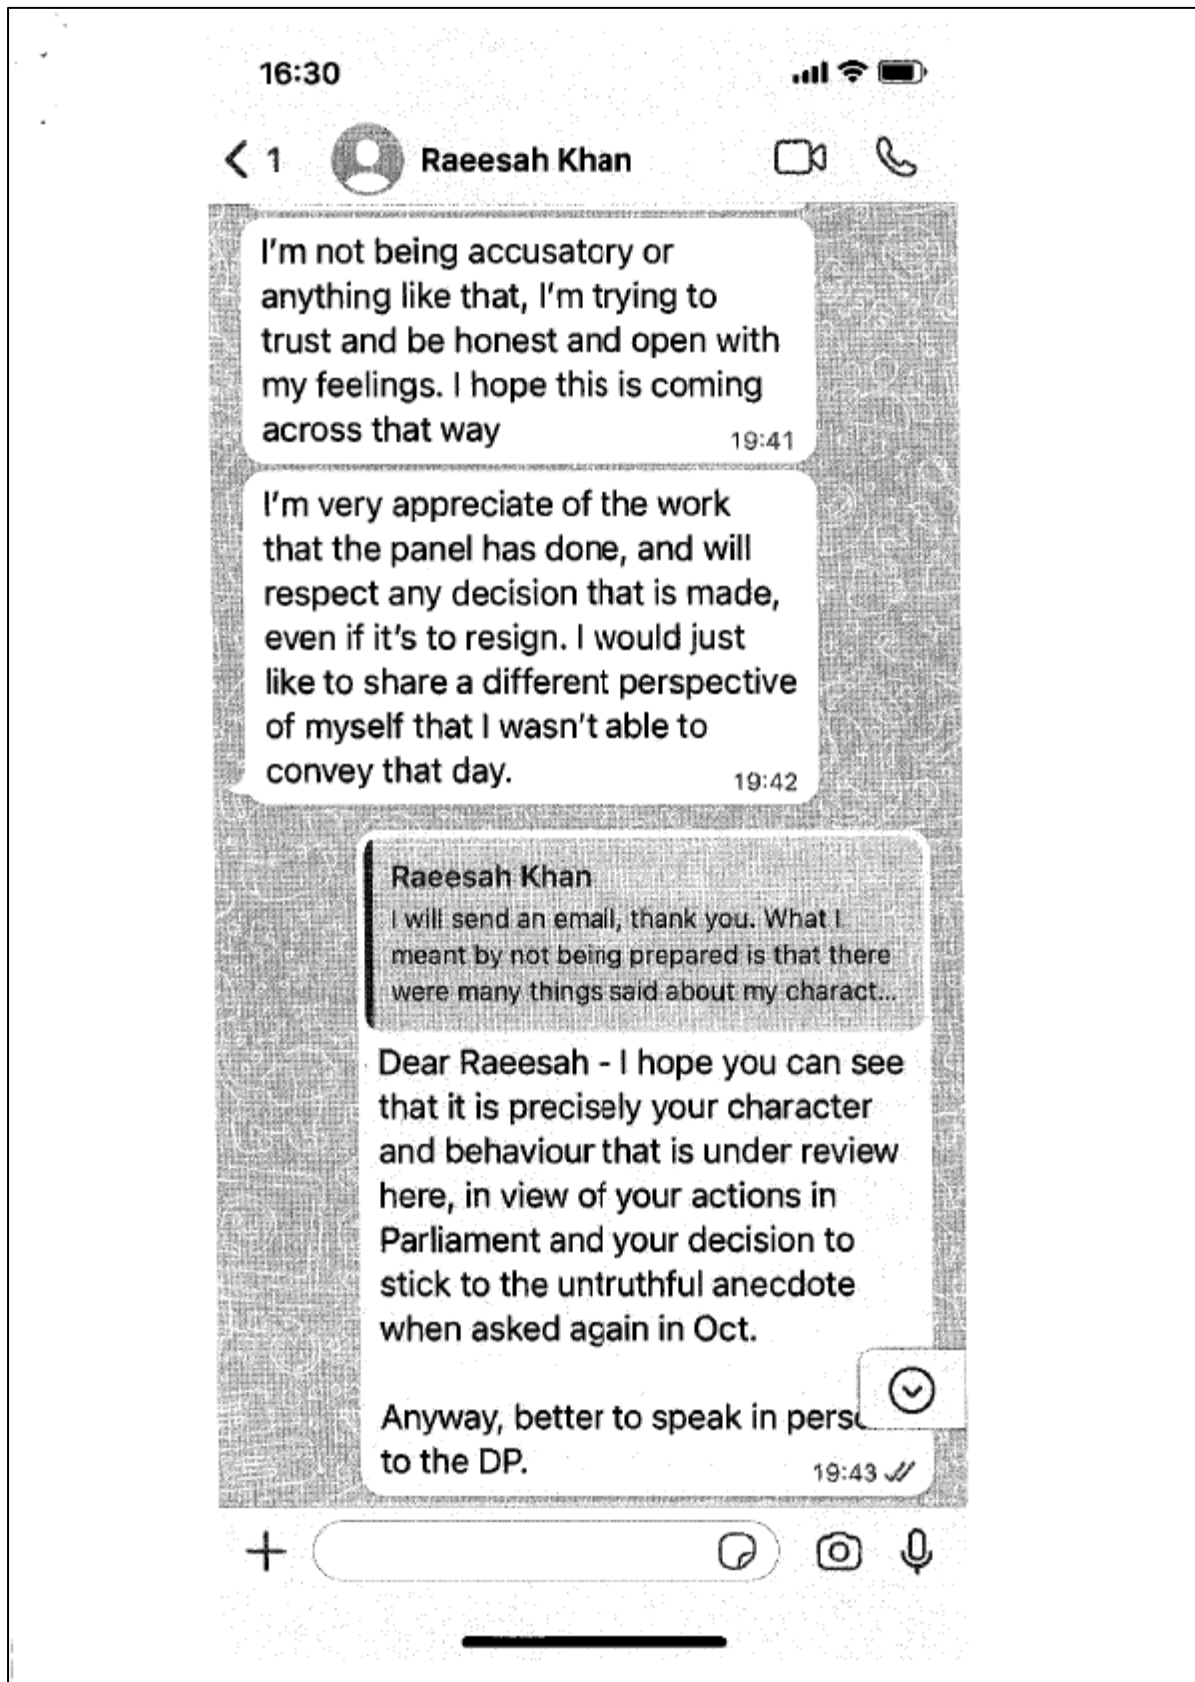 16:30
1
Raeesah Khan
I'm not being accusatory or
anything like that, I'm trying to
trust and be honest and open with
my feelings. I hope this is coming
across that way
19:41
I'm very appreciate of the work
that the panel has done, and will
respect any decision that is made,
even if it's to resign. I would just
like to share a different perspective
of myself that I wasn't able to
convey that day.
19:42
Raeesah Khan
I will send an email, thank you. What I
meant by not being prepared is that there
were many things said about my charact...
Dear Raeesah - I hope you can see
that it is precisely your character
and behaviour that is under review
here, in view of your actions in
Parliament and your decision to
stick to the untruthful anecdote
when asked again in Oct.
Anyway, better to speak in pers
to the DP.
19:43